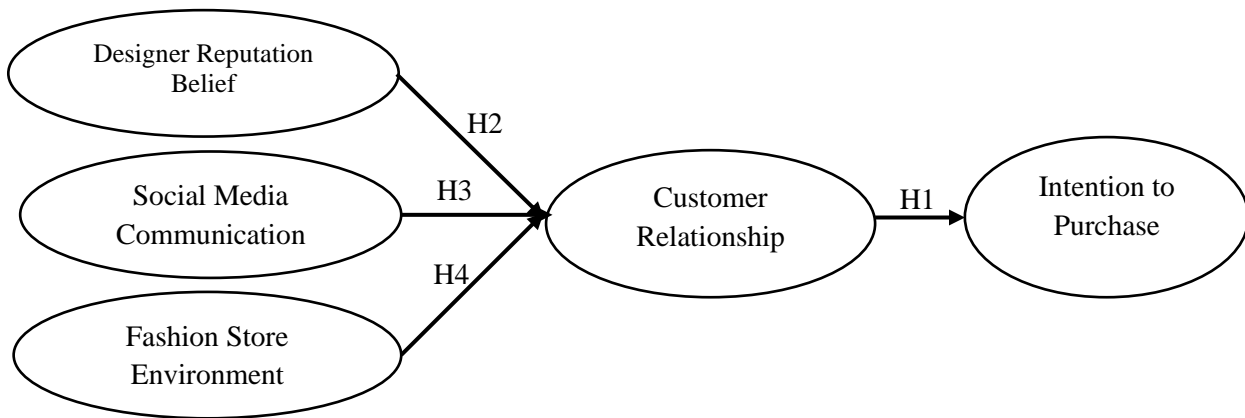 Designer Reputation
Belief
H2
Social Media
Communication
H3
Customer
Relationship
H1
Intention to
Purchase
H4
Fashion Store
Environment